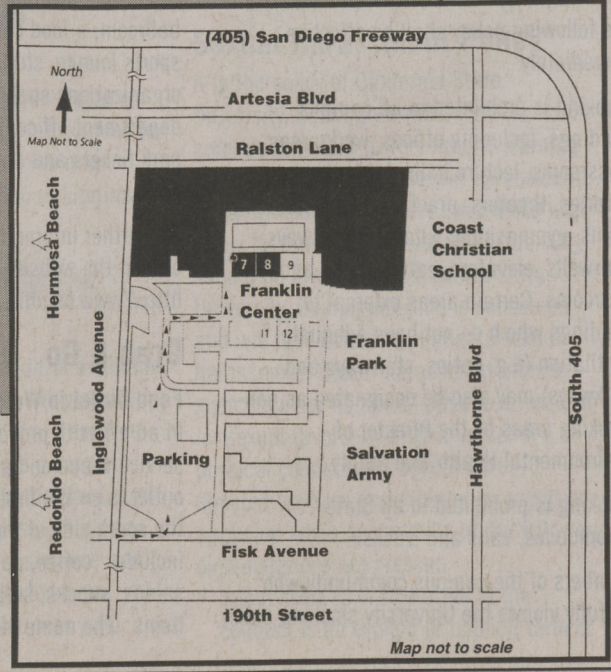 (405) San Diego Freeway
North
Map Not to Scale
Artesia Blvd
Ralston Lane
Hermosa Beach
Redondo Beach
Inglewood Avenue
7 8 9
Franklin
Center
12
Coast
Christian
School
Franklin
Park
Parking
Salvation
Army
Hawthorne Blvd
South 405
Fisk Avenue
190th Street
Map not to scale